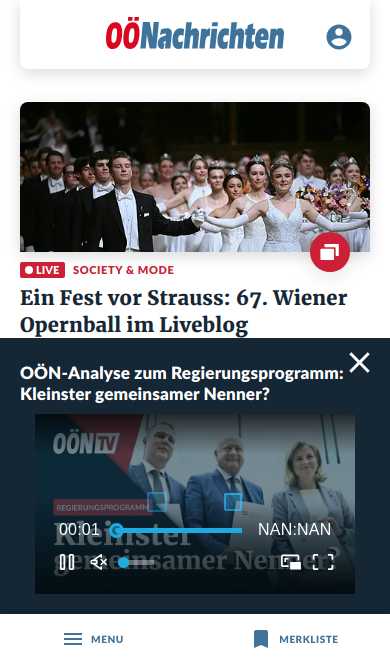 OÖNachrichten
LIVE SOCIETY & MODE
Ein Fest vor Strauss: 67. Wiener
Opernball im Liveblog
OÖN-Analyse zum Regierungsprogramm:
Kleinster gemeinsamer Nenner?
OÖN TV
REGIERUNGSPROGRAMM
00:01 NAN:NAN
Kleinster
gemeinsamer Nenner?
MENU MERKLISTE